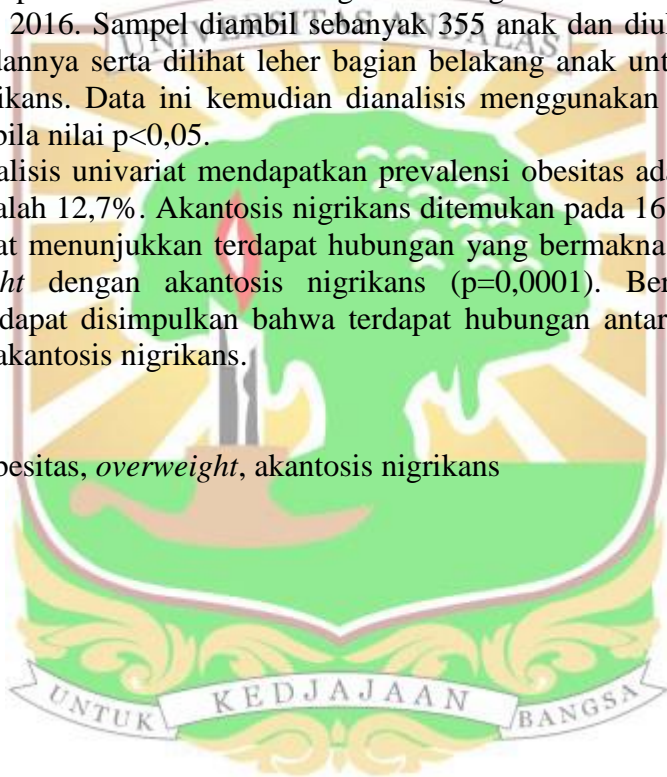 2016. Sampel diambil sebanyak 355 anak dan diu
dannya serta dilihat leher bagian belakang anak unt
ikans. Data ini kemudian dianalisis menggunakan
bila nilai p<0,05.
alisis univariat mendapatkan prevalensi obesitas ada
alah 12,7%. Akantosis nigrikans ditemukan pada 16
at menunjukkan terdapat hubungan yang bermakna
ht dengan akantosis nigrikans (p=0,0001). Ber
dapat disimpulkan bahwa terdapat hubungan antar
akantosis nigrikans.
besitas, overweight, akantosis nigrikans
UNIVERSITAS ANDALAS
UNTUK KEDJAJAAN BANGSA